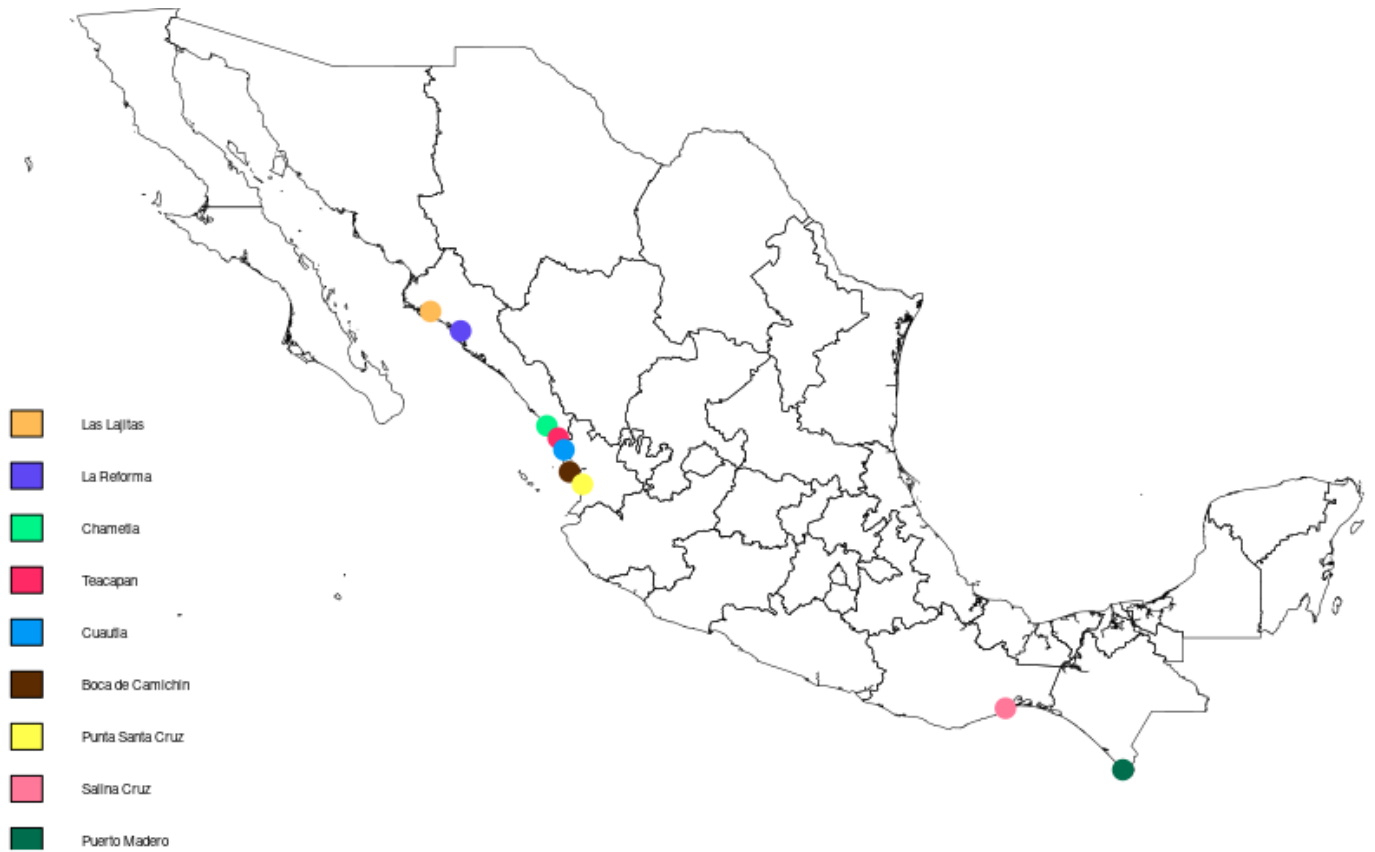 Las Lajitas
La Reforma
Chametla
Teacapan
Cuautla
Boca de Camichin
Punta Santa Cruz
Salina Cruz
Puerto Madero